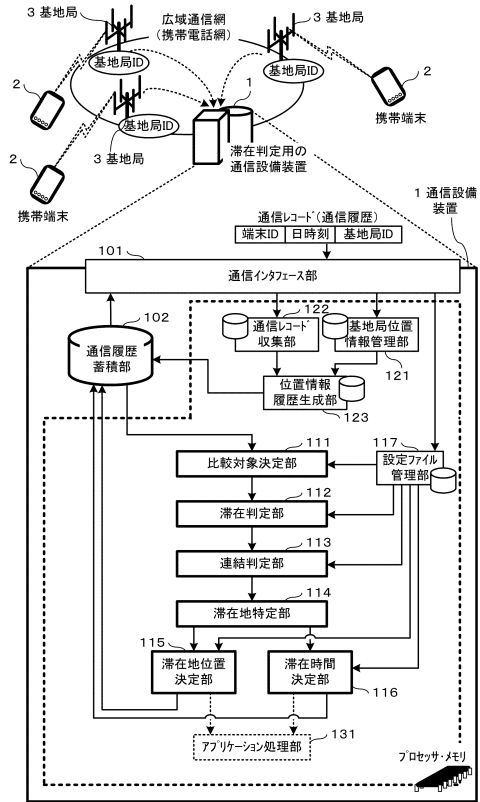 3 基地局
広域通信網
(携帯電話網)
3 基地局
基地局ID
基地局ID
2
1
2
基地局ID
3 基地局
携帯端末
2
滞在判定用の
通信設備装置
携帯端末
1 通信設備
装置
通信レコード(通信履歴)
端末ID 日時刻 基地局ID
101
通信インタフェース部
102
通信履歴
蓄積部
122
通信レコード
収集部
基地局位置
情報管理部
121
位置情報
履歴生成部
123
111
比較対象決定部
117
設定ファイル
管理部
112
滞在判定部
113
連結判定部
114
滞在地特定部
115
滞在地位置
決定部
滞在時間
決定部
116
アプリケーション処理部
131
プロセッサ・メモリ